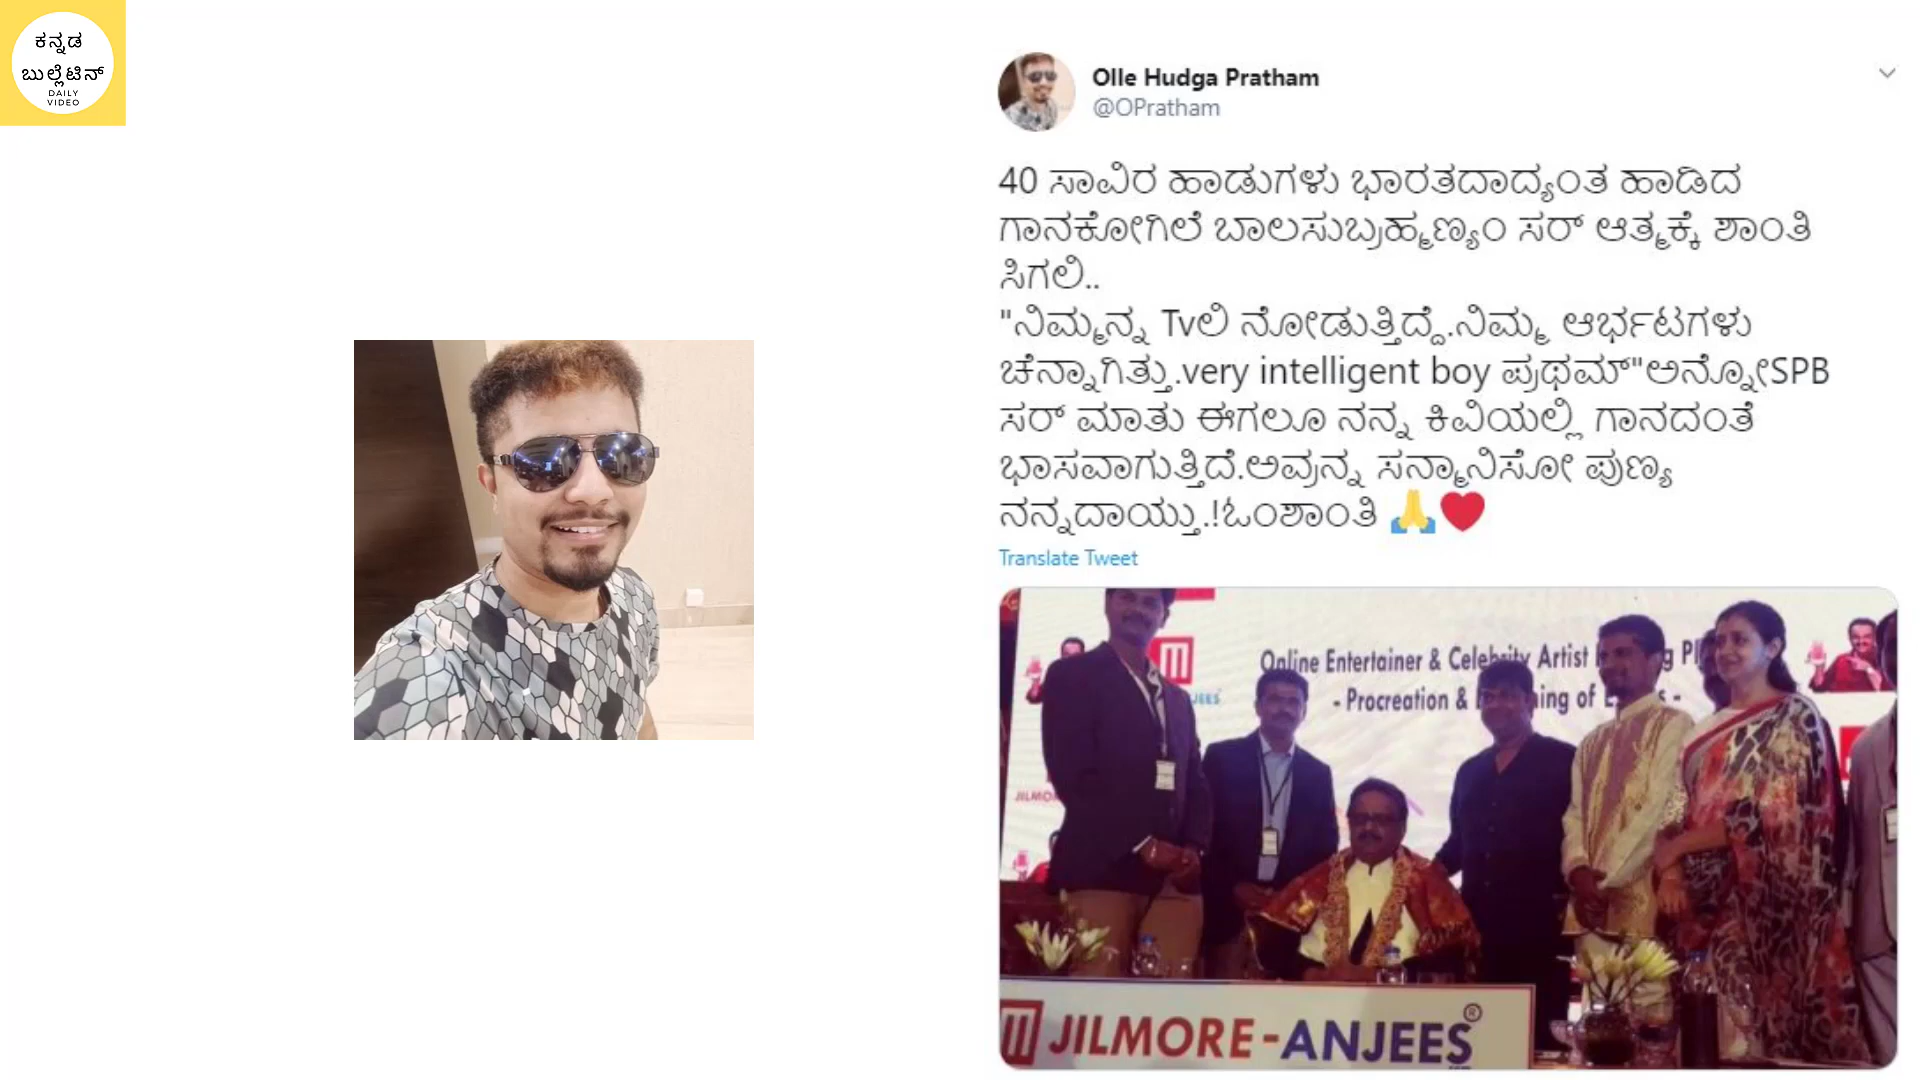 ಕನ್ನಡ
ಬುಲ್ಲೆಟಿನ್
DAILY
VIDEO
Olle Hudga Pratham
@OPratham
40 ಸಾವಿರ ಹಾಡುಗಳು ಭಾರತದಾದ್ಯಂತ ಹಾಡಿದ
ಗಾನಕೋಗಿಲೆ ಬಾಲಸುಬ್ರಹ್ಮಣ್ಯಂ ಸರ್ ಆತ್ಮಕ್ಕೆ ಶಾಂತಿ
ಸಿಗಲಿ..
"ನಿಮ್ಮನ್ನ Tvಲಿ ನೋಡುತ್ತಿದ್ದೆ.ನಿಮ್ಮ ಆರ್ಭಟಗಳು
ಚೆನ್ನಾಗಿತ್ತು.very intelligent boy ಪ್ರಥಮ್"ಅನ್ನೋSPB
ಸರ್ ಮಾತು ಈಗಲೂ ನನ್ನ ಕಿವಿಯಲ್ಲಿ ಗಾನದಂತೆ
ಭಾಸವಾಗುತ್ತಿದೆ.ಅವ್ರನ್ನ ಸನ್ಮಾನಿಸೋ ಪುಣ್ಯ
ನನ್ನದಾಯ್ತು.!ಓಂಶಾಂತಿ 🙏❤️
Translate Tweet
Online Entertainer & Celebrity Artist
- Procreation &
JILMORE-ANJEES®